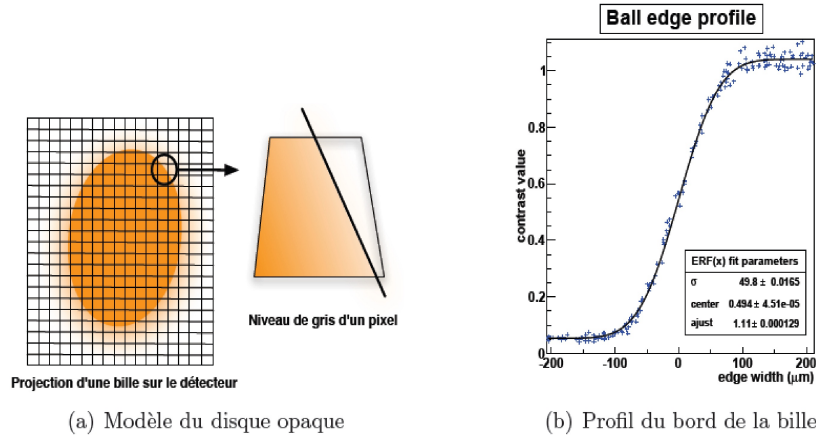 Projection d'une bille sur le détecteur
Niveau de gris d'un pixel
(a) Modèle du disque opaque
Ball edge profile
contrast value
1
0.8
0.6
0.4
0.2
0
-200 -100 0 100 200
edge width (μm)
ERF(x) fit parameters
σ 49.8 ± 0.0165
center 0.494 ± 4.51e-05
ajust 1.11± 0.000129
(b) Profil du bord de la bille